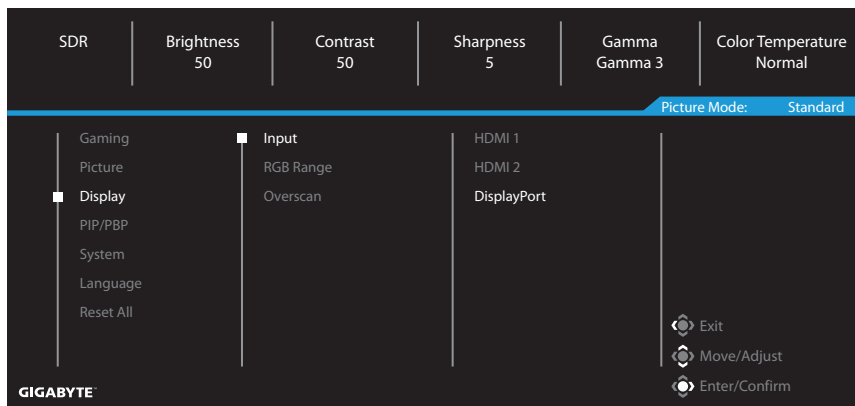 SDR
Brightness
50
Contrast
50
Sharpness
5
Gamma
Gamma 3
Color Temperature
Normal
Picture Mode: Standard
Gaming
Picture
Display
PIP/PBP
System
Language
Reset All
Input
RGB Range
Overscan
HDMI 1
HDMI 2
DisplayPort
Exit
Move/Adjust
Enter/Confirm
GIGABYTE™